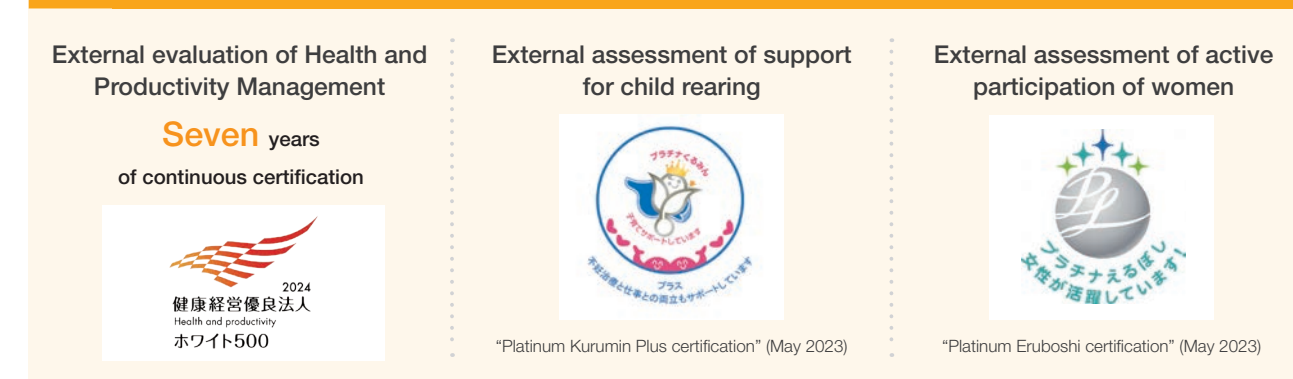 External evaluation of Health and
Productivity Management
Seven years
of continuous certification
2024
健康経営優良法人
Health and productivity
ホワイト500
External assessment of support
for child rearing
プラチナくるみん
子育てサポートしています
プラス
不妊治療と仕事との両立もサポートしています
“Platinum Kurumin Plus certification” (May 2023)
External assessment of active
participation of women
PL
プラチナえるぼし
女性が活躍しています!
“Platinum Eruboshi certification” (May 2023)